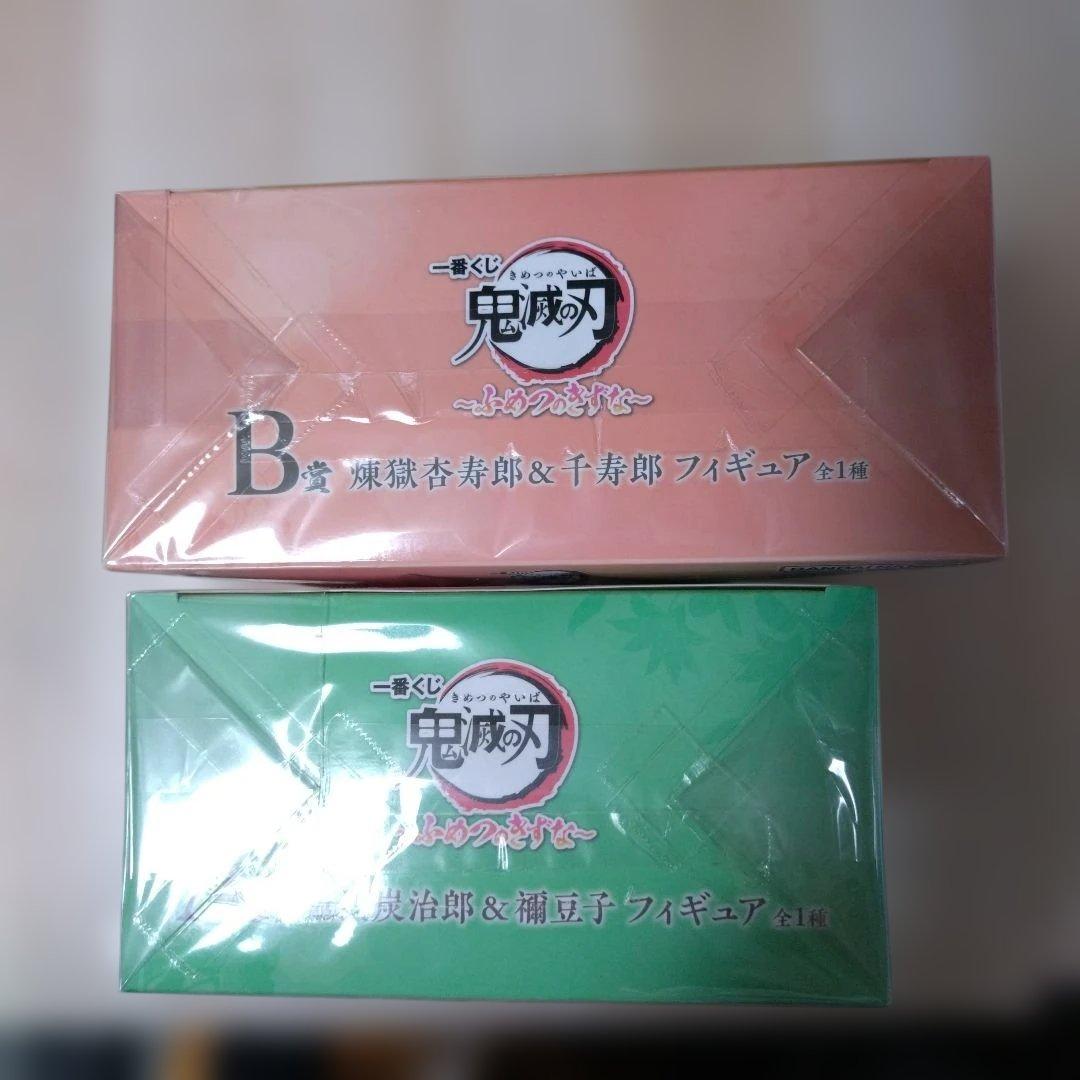 一番くじ
きめつのやいば
鬼滅の刃
～ふめつのきずな～
B賞 煉獄杏寿郎&千寿郎 フィギュア 全1種
一番くじ
きめつのやいば
鬼滅の刃
ふめつのきずな～
炭治郎&禰豆子 フィギュア 全1種